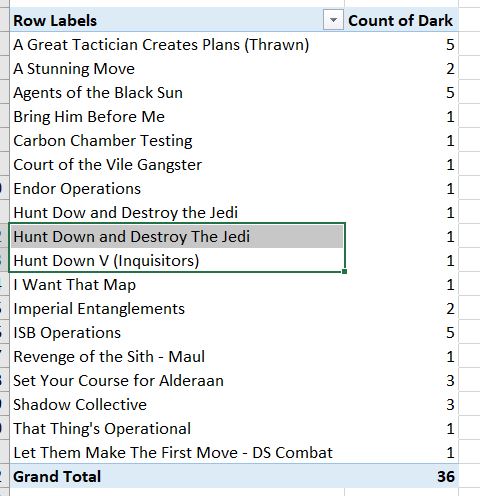 Row Labels Count of Dark
A Great Tactician Creates Plans (Thrawn) 5
A Stunning Move 2
Agents of the Black Sun 5
Bring Him Before Me 1
Carbon Chamber Testing 1
Court of the Vile Gangster 1
Endor Operations 1
Hunt Dow and Destroy the Jedi 1
Hunt Down and Destroy The Jedi 1
Hunt Down V (Inquisitors) 1
I Want That Map 1
Imperial Entanglements 2
ISB Operations 5
Revenge of the Sith - Maul 1
Set Your Course for Alderaan 3
Shadow Collective 3
That Thing's Operational 1
Let Them Make The First Move - DS Combat 1
Grand Total 36